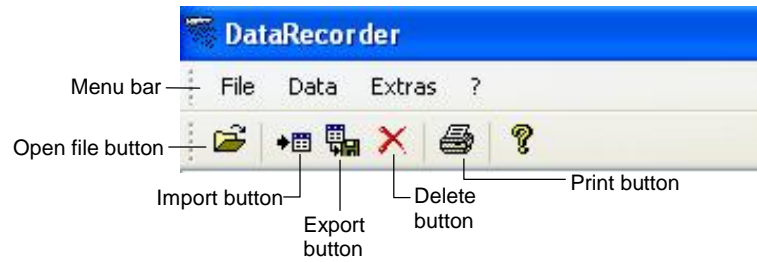 DataRecorder
Menu bar
File Data Extras ?
Open file button
Import button
Export
button
Delete
button
Print button